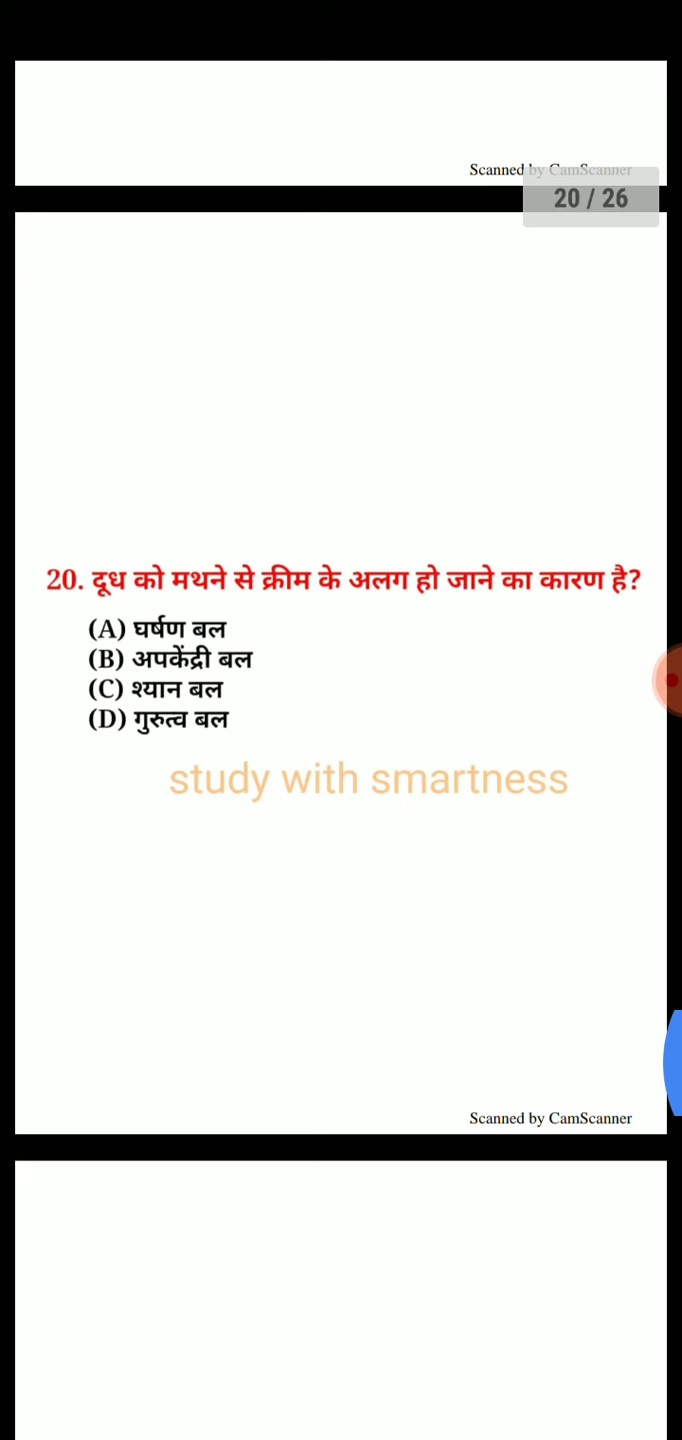 Scanned by CamScanner
20 / 26
20. दूध को मथने से क्रीम के अलग हो जाने का कारण है?
(A) घर्षण बल
(B) अपकेंद्री बल
(C) श्यान बल
(D) गुरुत्व बल
study with smartness
Scanned by CamScanner